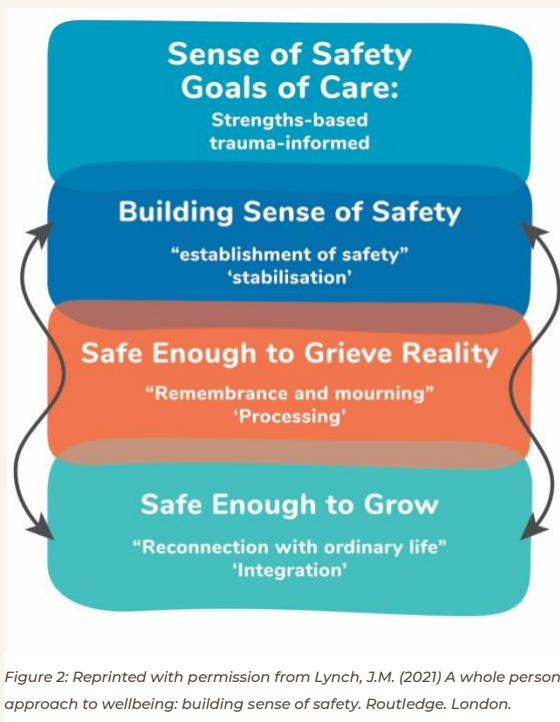 Sense of Safety
Goals of Care:
Strengths-based
trauma-informed
Building Sense of Safety
“establishment of safety”
‘stabilisation’
Safe Enough to Grieve Reality
“Remembrance and mourning”
‘Processing’
Safe Enough to Grow
“Reconnection with ordinary life”
‘Integration’
Figure 2: Reprinted with permission from Lynch, J.M. (2021) A whole person
approach to wellbeing: building sense of safety. Routledge. London.